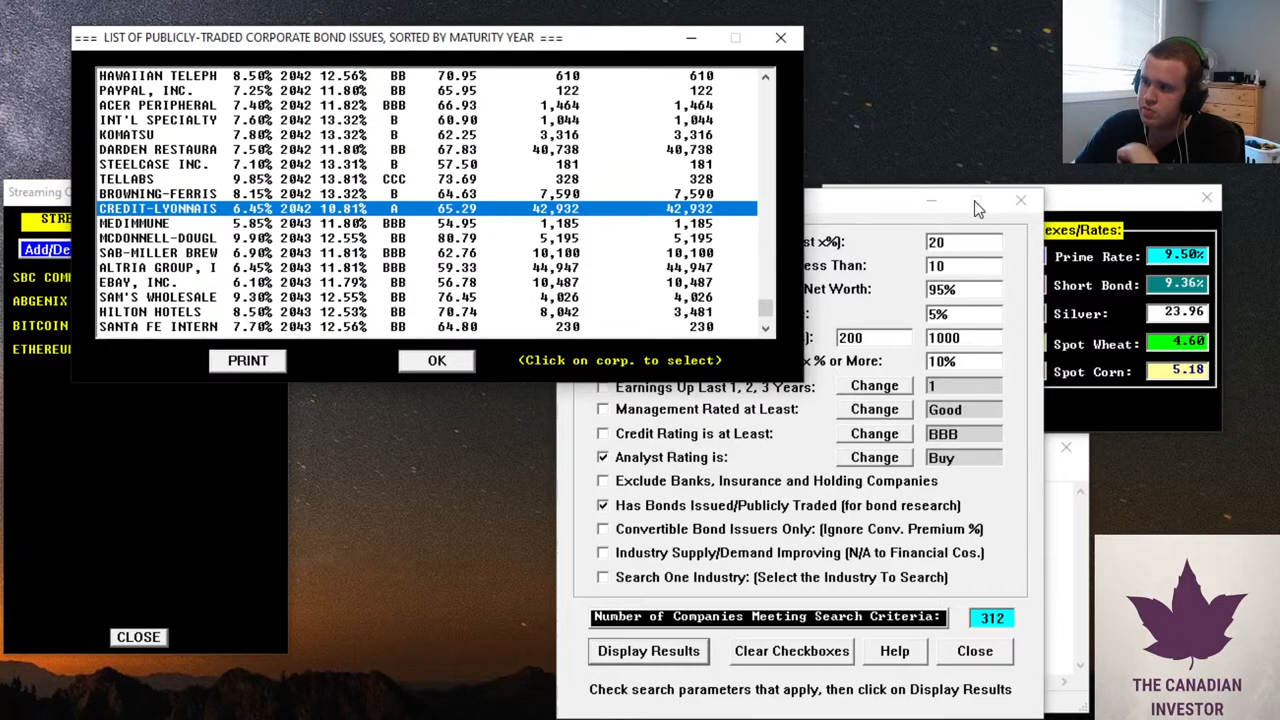 === LIST OF PUBLICLY-TRADED CORPORATE BOND ISSUES, SORTED BY MATURITY YEAR ===
HAWAIIAN TELEPH 8.50% 2042 12.56% BB 70.95 610 610
PAYPAL, INC. 7.25% 2042 11.80% BB 65.95 122 122
ACER PERIPHERAL 7.40% 2042 11.82% BBB 66.93 1,464 1,464
INT'L SPECIALTY 7.60% 2042 13.32% B 60.90 1,044 1,044
KOMATSU 7.80% 2042 13.32% B 62.25 3,316 3,316
DARDEN RESTAURA 7.50% 2042 11.80% BB 67.83 40,738 40,738
STEELCASE INC. 7.10% 2042 13.31% B 57.50 181 181
TELLABS 9.85% 2042 13.81% CCC 73.69 328 328
BROWNING-FERRIS 8.15% 2042 13.32% B 64.63 7,590 7,590
CREDIT-LYONNAIS 6.45% 2042 10.81% A 65.29 42,932 42,932
MEDIMMUNE 5.85% 2043 11.80% BBB 54.95 1,185 1,185
MCDONNELL-DOUGL 9.90% 2043 12.55% BB 80.79 5,195 5,195
SAB-MILLER BREW 6.90% 2043 11.81% BBB 62.76 10,100 10,100
ALTRIA GROUP, I 6.45% 2043 11.81% BBB 59.33 44,947 44,947
EBAY, INC. 6.10% 2043 11.79% BBB 56.78 10,487 10,487
SAM'S WHOLESALE 9.30% 2043 12.55% BB 76.45 4,026 4,026
HILTON HOTELS 8.50% 2043 12.53% BB 70.74 8,042 3,481
SANTA FE INTERN 7.70% 2043 12.56% BB 64.80 230 230
PRINT OK (Click on corp. to select)
Streaming
STRE
Add/De
SBC COM
ABGENIX
BITCOIN
ETHEREU
CLOSE
st x%): 20
ess Than: 10
Net Worth: 95%
: 5%
): 200 1000
x % or More: 10%
Earnings Up Last 1, 2, 3 Years: Change 1
Management Rated at Least: Change Good
Credit Rating is at Least: Change BBB
Analyst Rating is: Change Buy
Exclude Banks, Insurance and Holding Companies
Has Bonds Issued/Publicly Traded (for bond research)
Convertible Bond Issuers Only: (Ignore Conv. Premium %)
Industry Supply/Demand Improving (N/A to Financial Cos.)
Search One Industry: (Select the Industry To Search)
Number of Companies Meeting Search Criteria: 312
Display Results Clear Checkboxes Help Close
Check search parameters that apply, then click on Display Results
exes/Rates:
Prime Rate: 9.50%
Short Bond: 9.36%
Silver: 23.96
Spot Wheat: 4.60
Spot Corn: 5.18
THE CANADIAN
INVESTOR